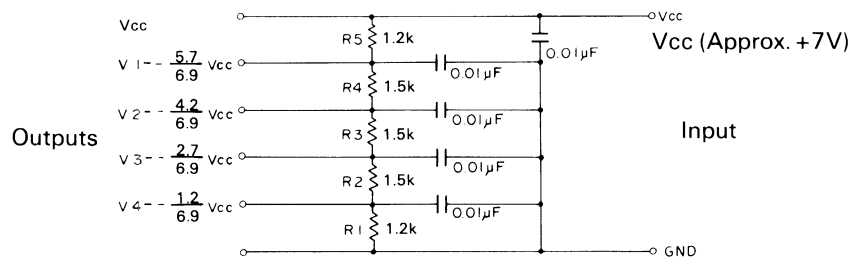 Vcc
R5 1.2k
Vcc
0.01µF
Vcc (Approx. +7V)
V1-- 5.7/6.9 Vcc
0.01µF
R4 1.5k
V2-- 4.2/6.9 Vcc
0.01µF
Outputs
R3 1.5k
Input
V3-- 2.7/6.9 Vcc
0.01µF
R2 1.5k
V4-- 1.2/6.9 Vcc
0.01µF
R1 1.2k
GND